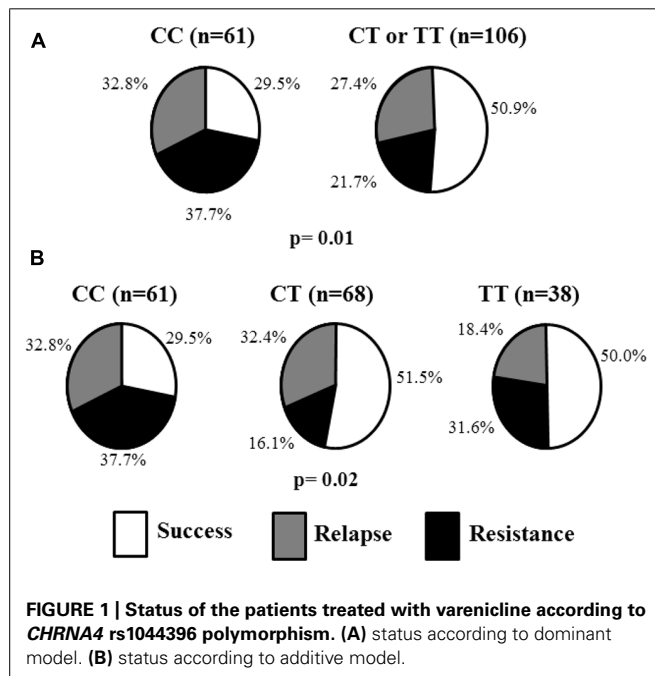 A
CC (n=61) CT or TT (n=106)
32.8% 29.5% 27.4% 50.9%
21.7%
37.7%
p= 0.01
B
CC (n=61) CT (n=68) TT (n=38)
32.8% 29.5% 32.4% 51.5% 18.4% 50.0%
16.1% 31.6%
37.7%
p= 0.02
Success Relapse Resistance
FIGURE 1 | Status of the patients treated with varenicline according to
CHRNA4 rs1044396 polymorphism. (A) status according to dominant
model. (B) status according to additive model.